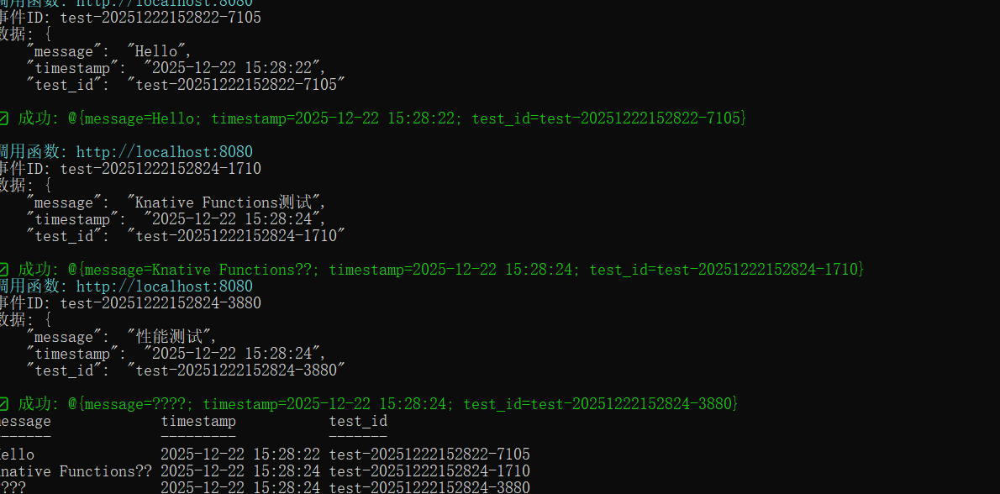 调用函数: http://localhost:8080
事件ID: test-20251222152822-7105
数据: {
"message":  "Hello",
"timestamp":  "2025-12-22 15:28:22",
"test_id":  "test-20251222152822-7105"
成功: @{message=Hello; timestamp=2025-12-22 15:28:22; test_id=test-20251222152822-7105}
调用函数: http://localhost:8080
事件ID: test-20251222152824-1710
数据: {
"message":  "Knative Functions测试",
"timestamp":  "2025-12-22 15:28:24",
"test_id":  "test-20251222152824-1710"
成功: @{message=Knative Functions??; timestamp=2025-12-22 15:28:24; test_id=test-20251222152824-1710}
调用函数: http://localhost:8080
事件ID: test-20251222152824-3880
数据: {
"message":  "性能测试",
"timestamp":  "2025-12-22 15:28:24",
"test_id":  "test-20251222152824-3880"
成功: @{message=????; timestamp=2025-12-22 15:28:24; test_id=test-20251222152824-3880}
message timestamp test_id
------- --------- -------
Hello 2025-12-22 15:28:22 test-20251222152822-7105
Knative Functions?? 2025-12-22 15:28:24 test-20251222152824-1710
???? 2025-12-22 15:28:24 test-20251222152824-3880